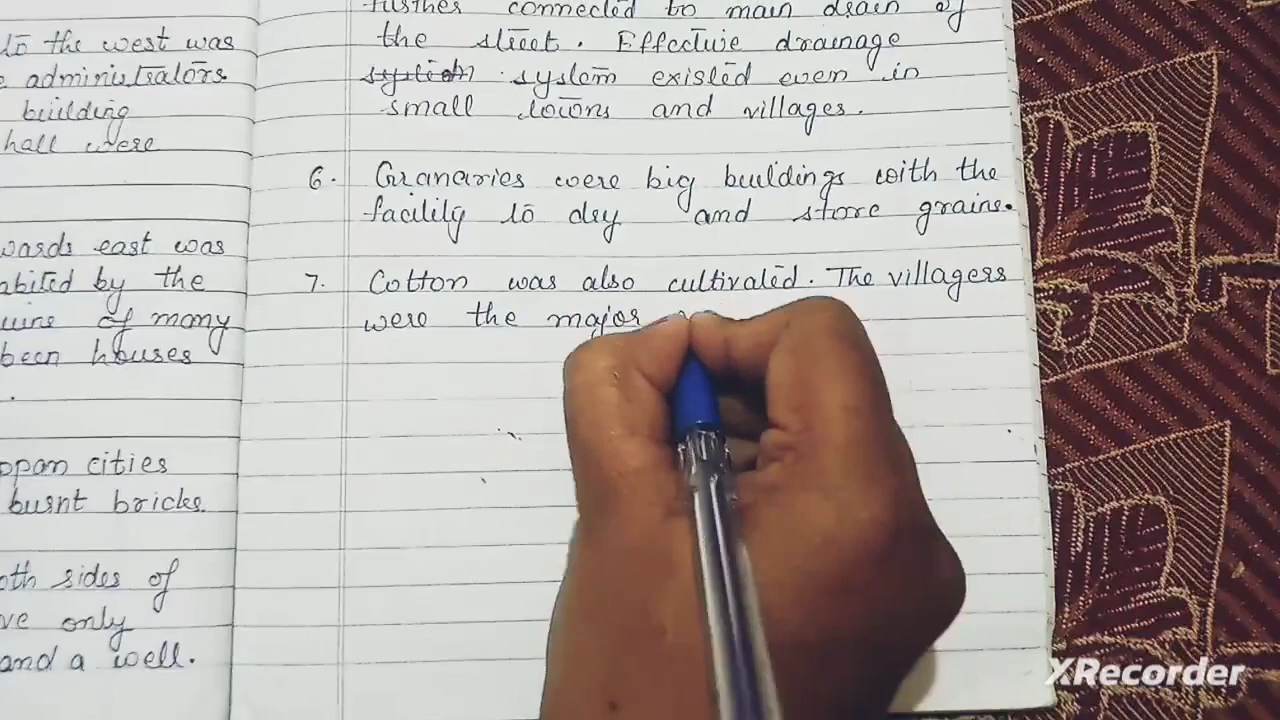 to the west was
administrators
building
hall were
wards east was
abited by the
of many
been houses
ppan cities
burnt bricks.
oth sides of
ve only
and a well.
further connected to main drain of
the street. Effective drainage
system existed even in
small towns and villages.
6. Granaries were big buildings with the
facility to dry and store grains.
7. Cotton was also cultivated. The villagers
were the major
XRecorder